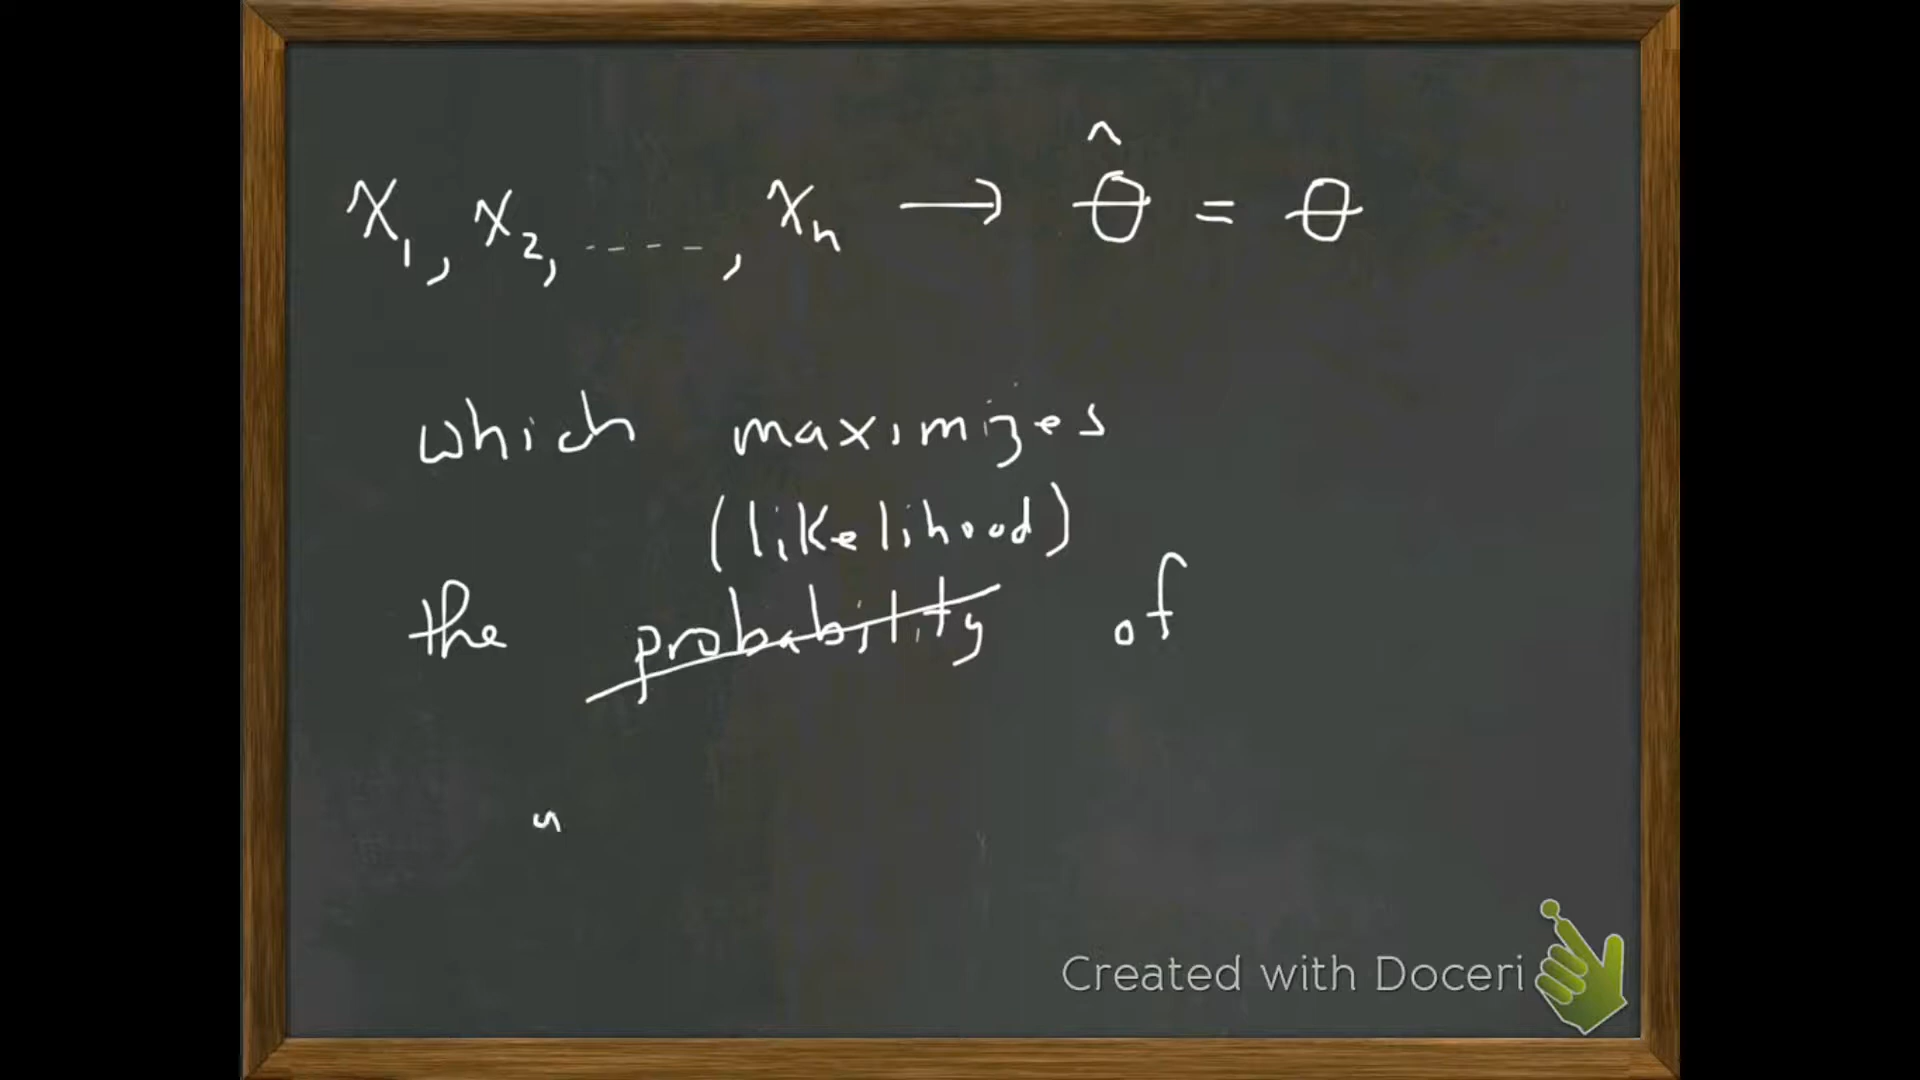 x₁, x₂, ....., xₙ → θ̂ = θ
which maximizes
(likelihood)
the probability of
Created with Doceri